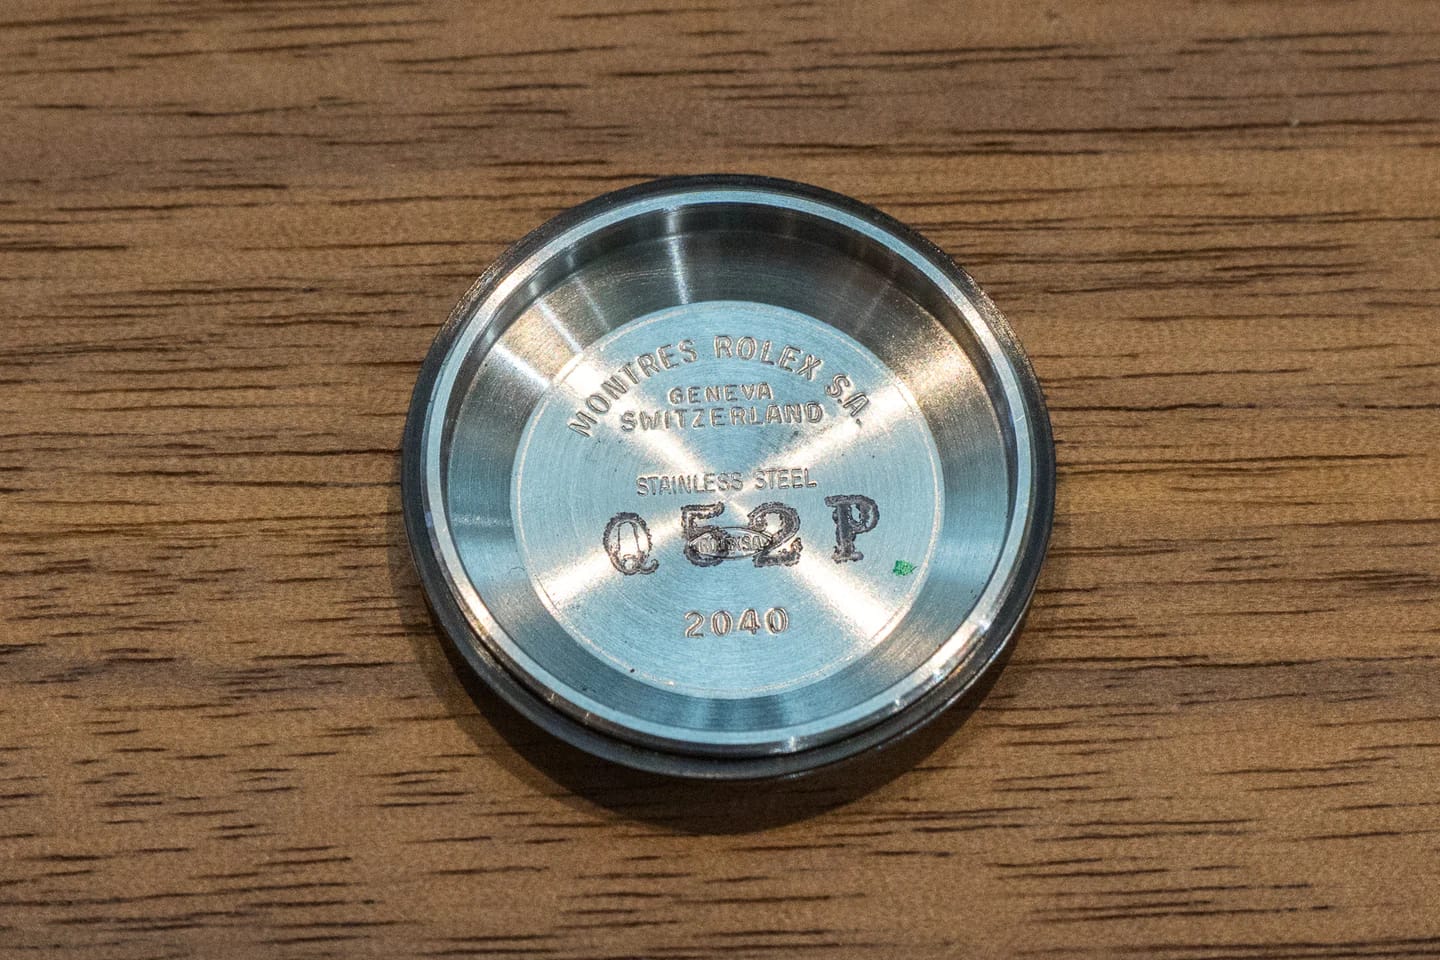 MONTRES ROLEX S.A.
GENEVA
SWITZERLAND
STAINLESS STEEL
Q 52 P
2040